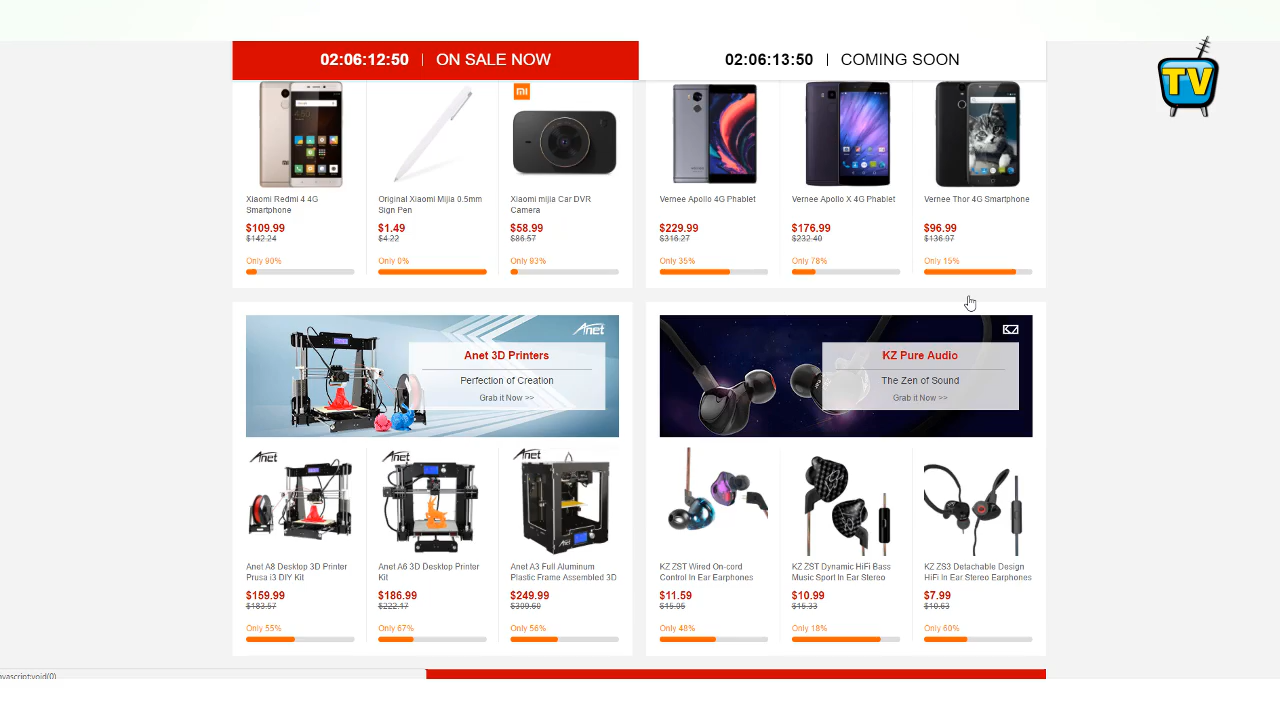 02:06:12:50 | ON SALE NOW
02:06:13:50 | COMING SOON
TV
mi
Xiaomi Redmi 4 4G
Smartphone
$109.99
$142.24
Only 90%
Original Xiaomi Mijia 0.5mm
Sign Pen
$1.49
$4.22
Only 0%
Xiaomi mijia Car DVR
Camera
$58.99
$86.57
Only 93%
Vernee Apollo 4G Phablet
$229.99
$316.27
Only 35%
Vernee Apollo X 4G Phablet
$176.99
$232.40
Only 78%
Vernee Thor 4G Smartphone
$96.99
$136.97
Only 15%
Anet
Anet 3D Printers
Perfection of Creation
Grab it Now >>
KZ
KZ Pure Audio
The Zen of Sound
Grab it Now >>
Anet
Anet A8 Desktop 3D Printer
Prusa i3 DIY Kit
$159.99
$183.57
Only 55%
Anet
Anet A6 3D Desktop Printer
Kit
$186.99
$222.17
Only 67%
Anet
Anet A3 Full Aluminum
Plastic Frame Assembled 3D
$249.99
$309.60
Only 56%
KZ ZST Wired On-cord
Control In Ear Earphones
$11.59
$15.05
Only 48%
KZ ZST Dynamic HiFi Bass
Music Sport In Ear Stereo
$10.99
$15.33
Only 18%
KZ ZS3 Detachable Design
HiFi In Ear Stereo Earphones
$7.99
$10.63
Only 60%
avascript:void(0)